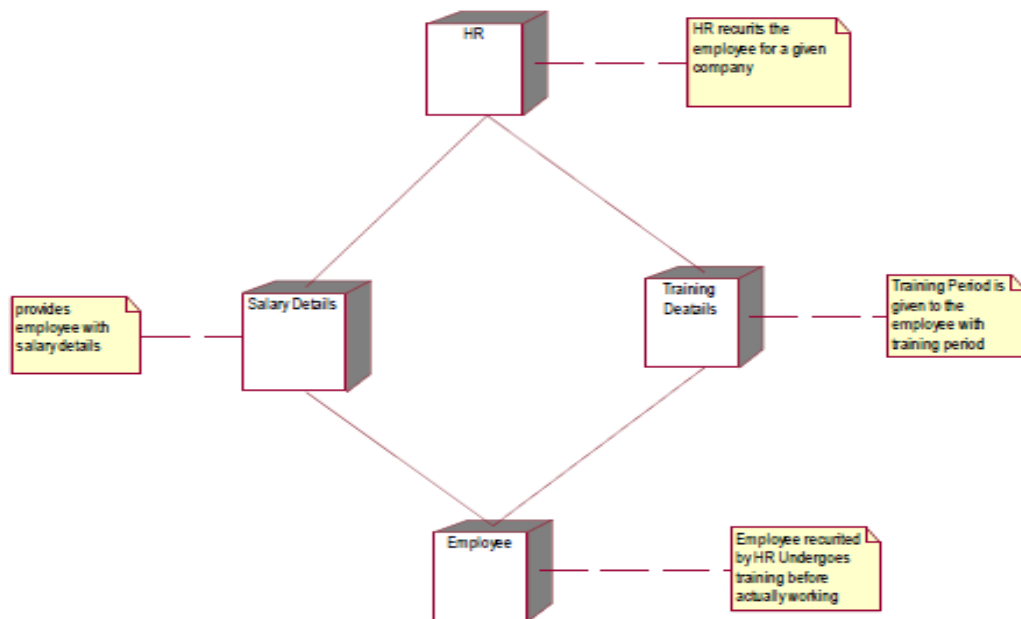 HR
HR recurits the
employee for a given
company
Salary Details
Training
Deatails
provides
employee with
salary details
Training Period is
given to the
employee with
training period
Employee
Employee recurited
by HR Undergoes
training before
actually working